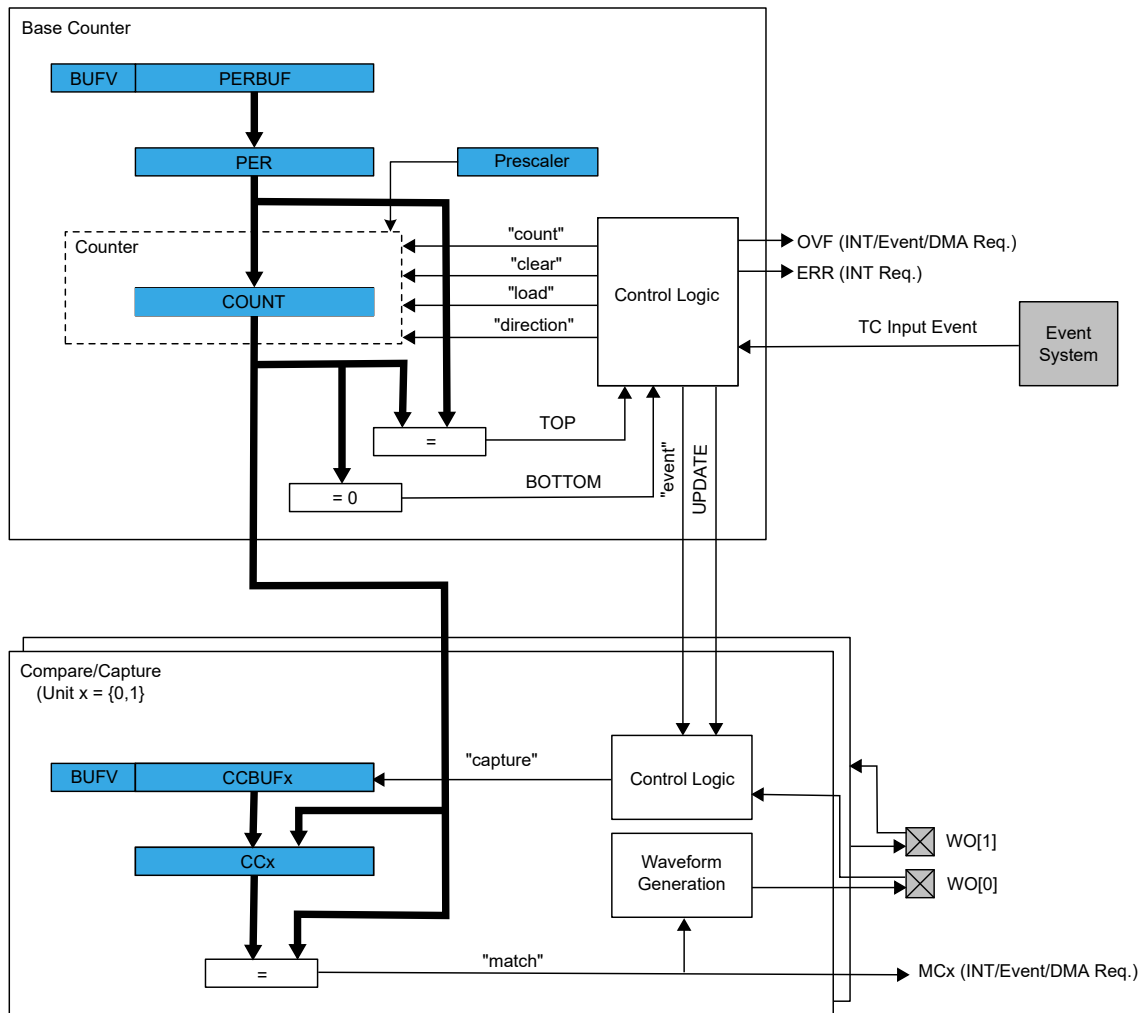 Base Counter
BUFV
PERBUF
PER
Prescaler
Counter
"count"
"clear"
"load"
"direction"
COUNT
Control Logic
OVF (INT/Event/DMA Req.)
ERR (INT Req.)
TC Input Event
Event
System
=
TOP
= 0
BOTTOM
"event"
UPDATE
Compare/Capture
(Unit x = {0,1}
BUFV
CCBUFx
"capture"
Control Logic
CCx
Waveform
Generation
WO[1]
WO[0]
=
"match"
MCx (INT/Event/DMA Req.)